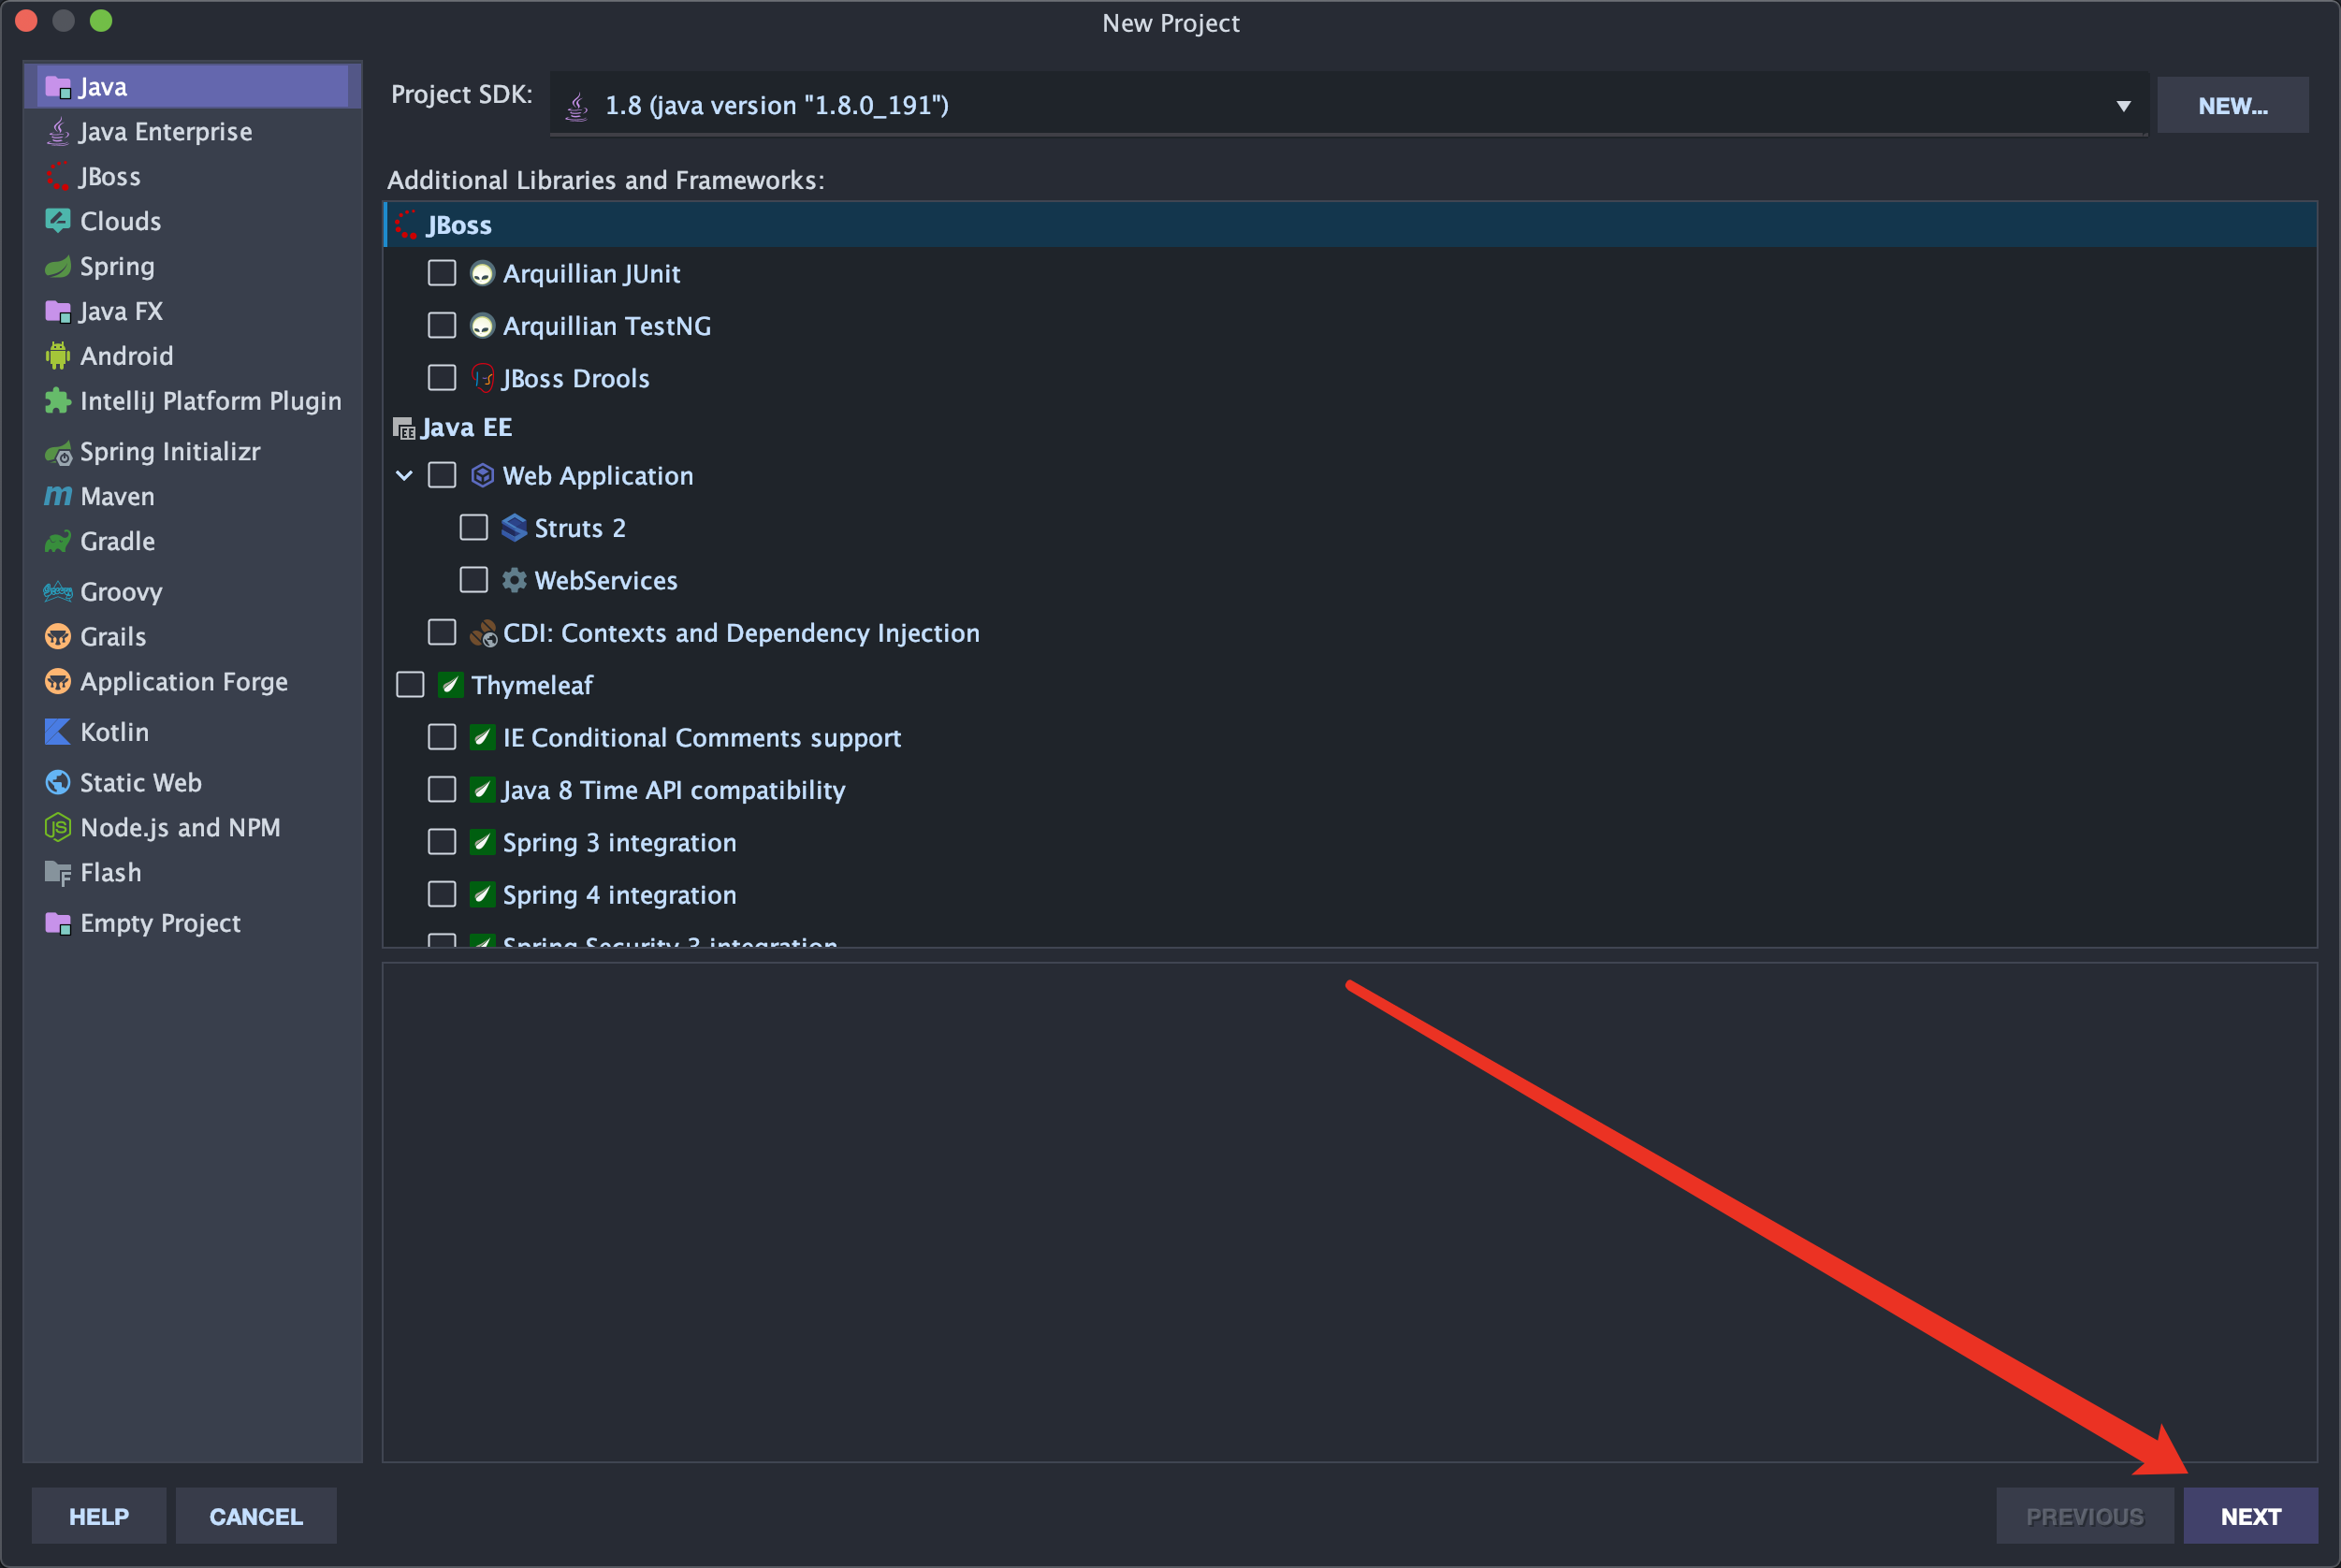 New Project
Java
Java Enterprise
JBoss
Clouds
Spring
Java FX
Android
IntelliJ Platform Plugin
Spring Initializr
Maven
Gradle
Groovy
Grails
Application Forge
Kotlin
Static Web
Node.js and NPM
Flash
Empty Project
Project SDK: 1.8 (java version "1.8.0_191") NEW...
Additional Libraries and Frameworks:
JBoss
Arquillian JUnit
Arquillian TestNG
JBoss Drools
Java EE
Web Application
Struts 2
WebServices
CDI: Contexts and Dependency Injection
Thymeleaf
IE Conditional Comments support
Java 8 Time API compatibility
Spring 3 integration
Spring 4 integration
Spring Security 3 integration
HELP CANCEL PREVIOUS NEXT